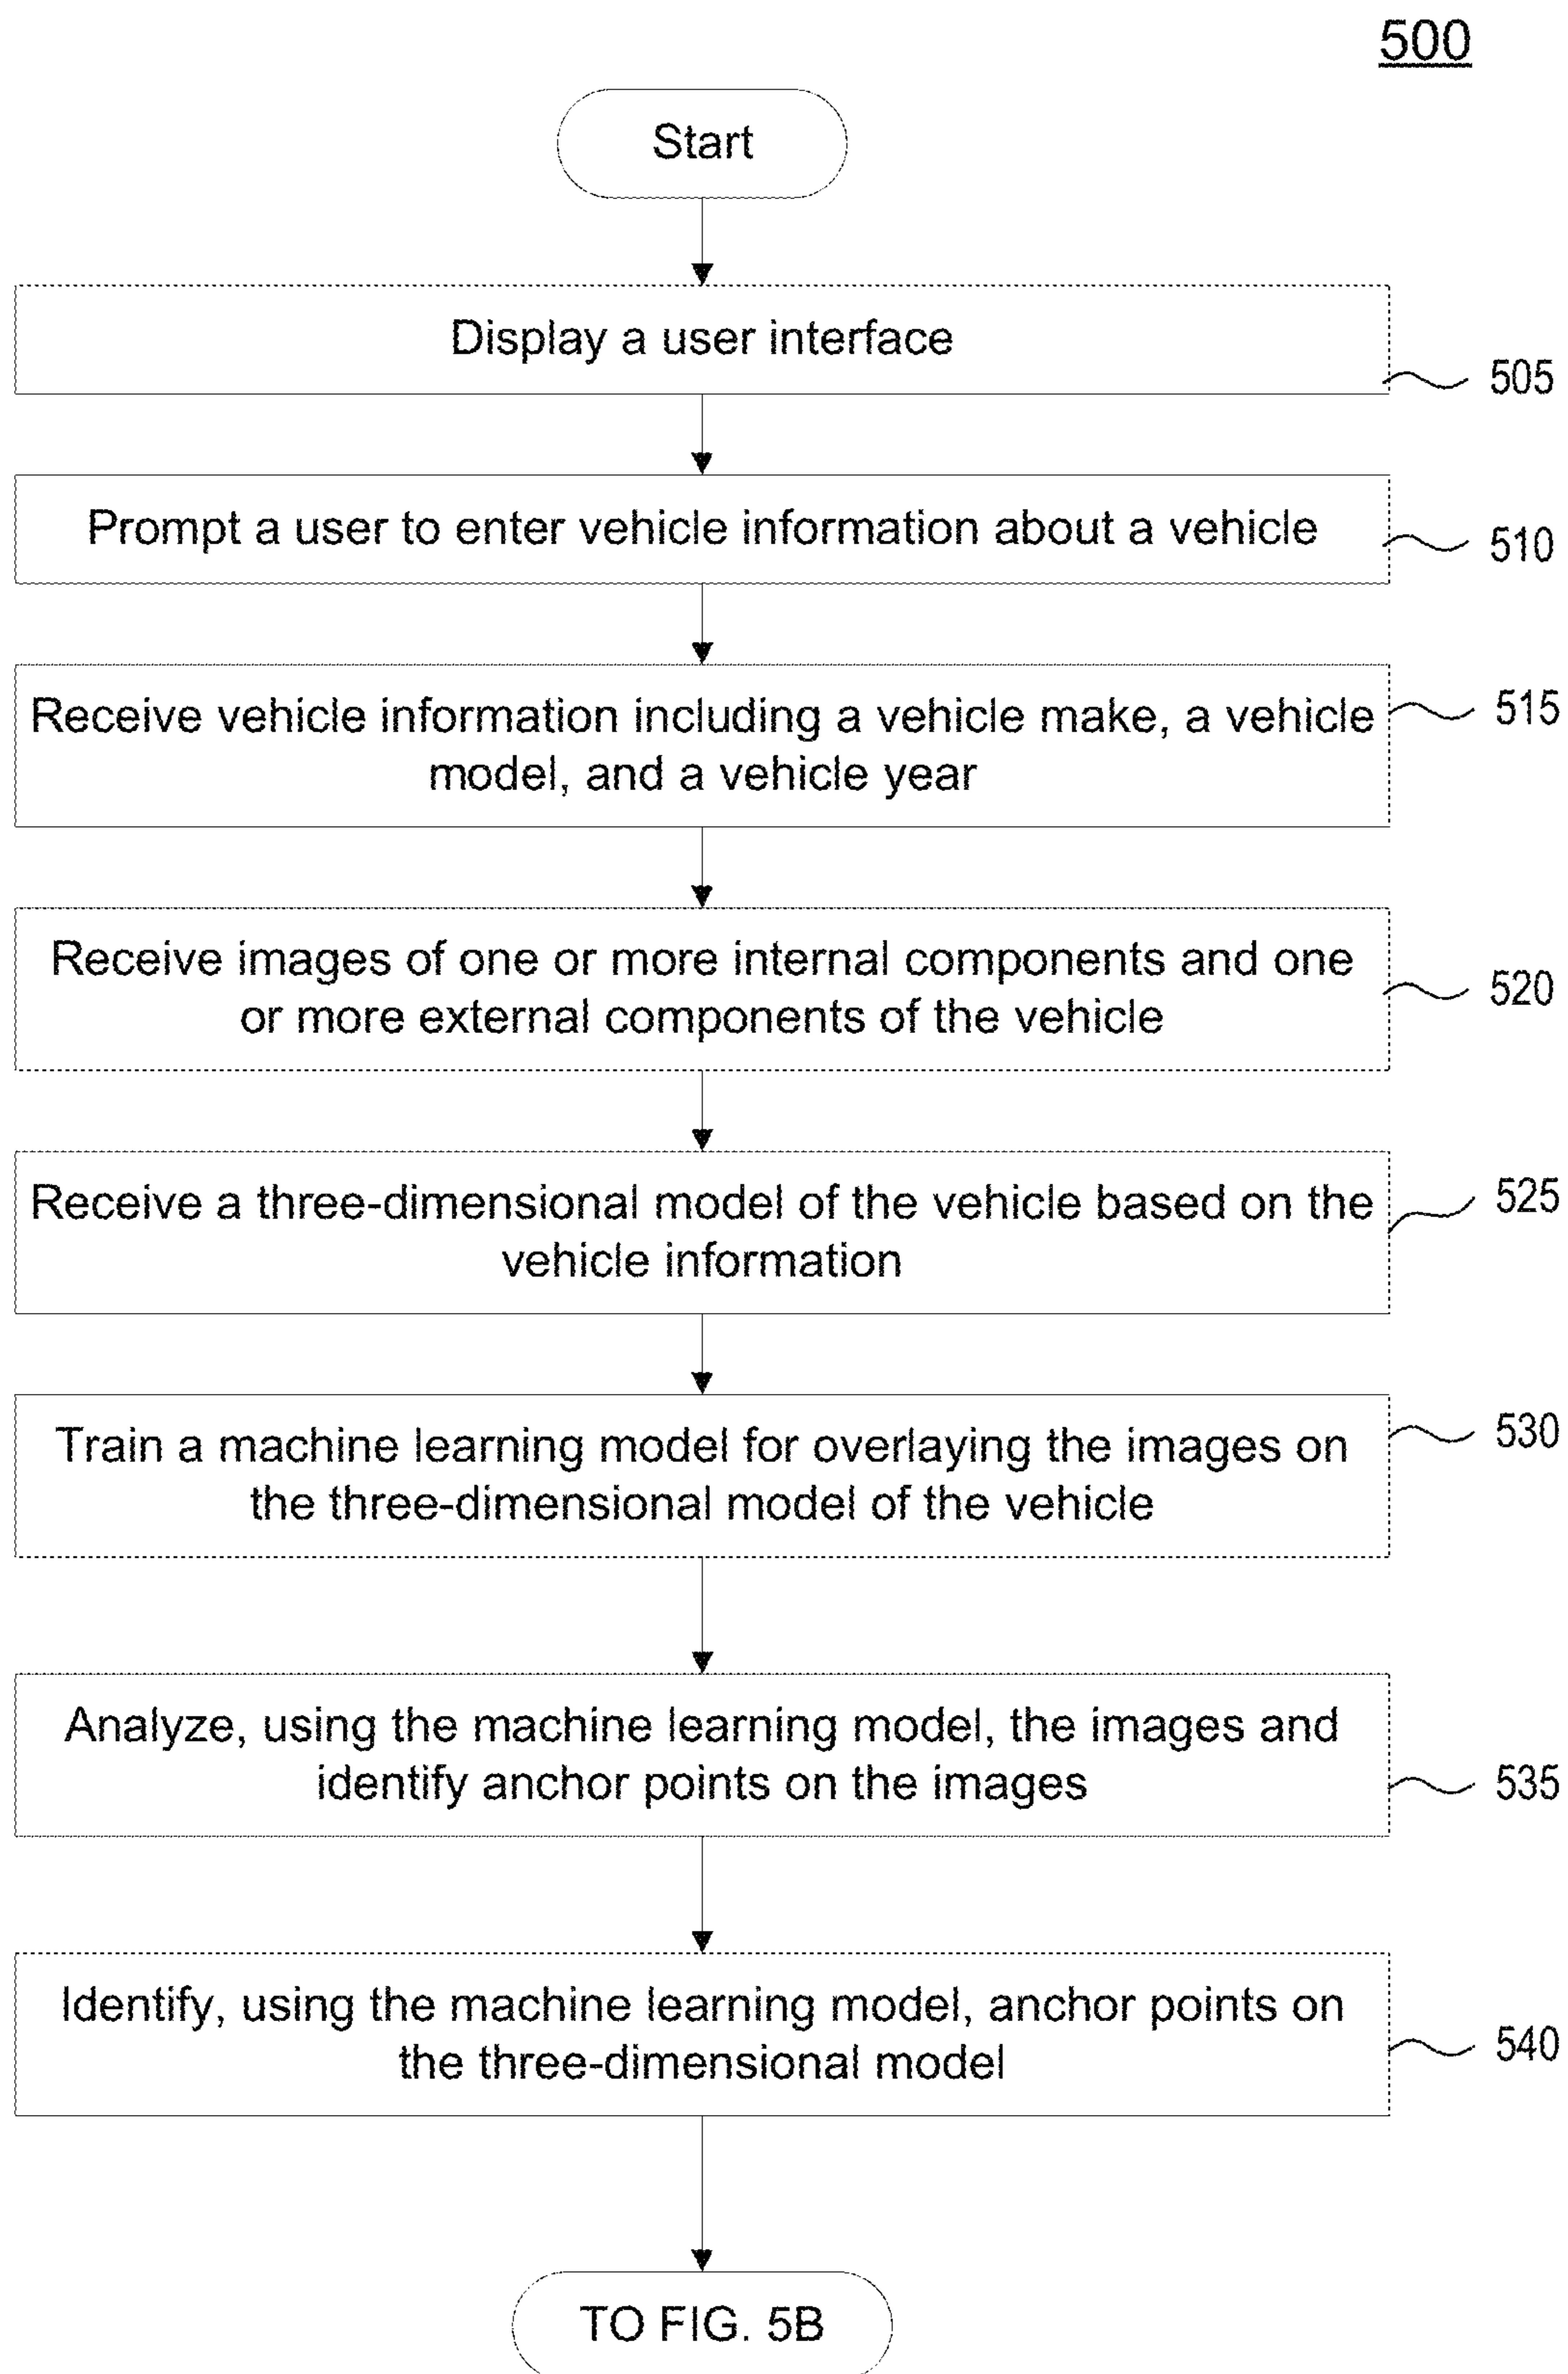 500
Start
Display a user interface
505
Prompt a user to enter vehicle information about a vehicle
510
Receive vehicle information including a vehicle make, a vehicle
model, and a vehicle year
515
Receive images of one or more internal components and one
or more external components of the vehicle
520
Receive a three-dimensional model of the vehicle based on the
vehicle information
525
Train a machine learning model for overlaying the images on
the three-dimensional model of the vehicle
530
Analyze, using the machine learning model, the images and
identify anchor points on the images
535
Identify, using the machine learning model, anchor points on
the three-dimensional model
540
TO FIG. 5B